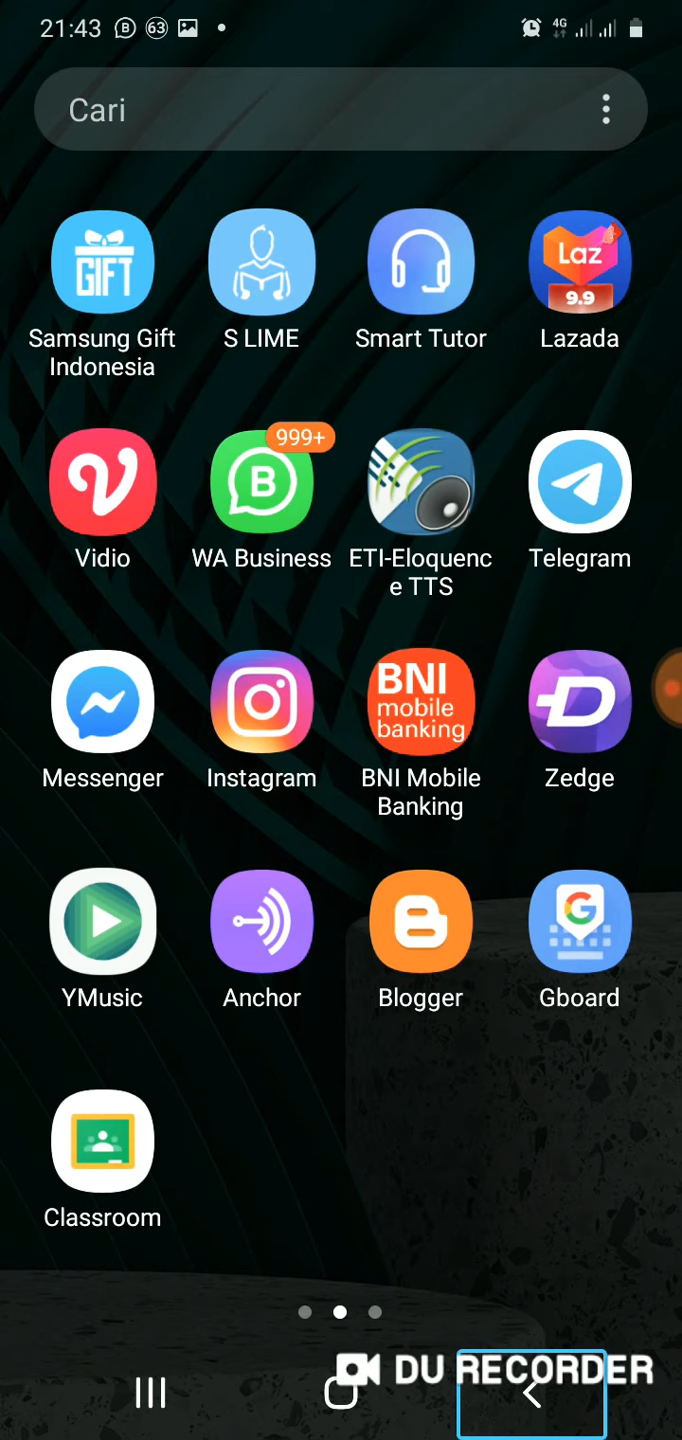 21:43 B 63 4G
Cari
GIFT
Laz
9.9
Samsung Gift
Indonesia
S LIME
Smart Tutor
Lazada
999+
B
Vidio
WA Business
ETI-Eloquenc
e TTS
Telegram
BNI
mobile
banking
Messenger
Instagram
BNI Mobile
Banking
Zedge
G
YMusic
Anchor
Blogger
Gboard
Classroom
DU RECORDER